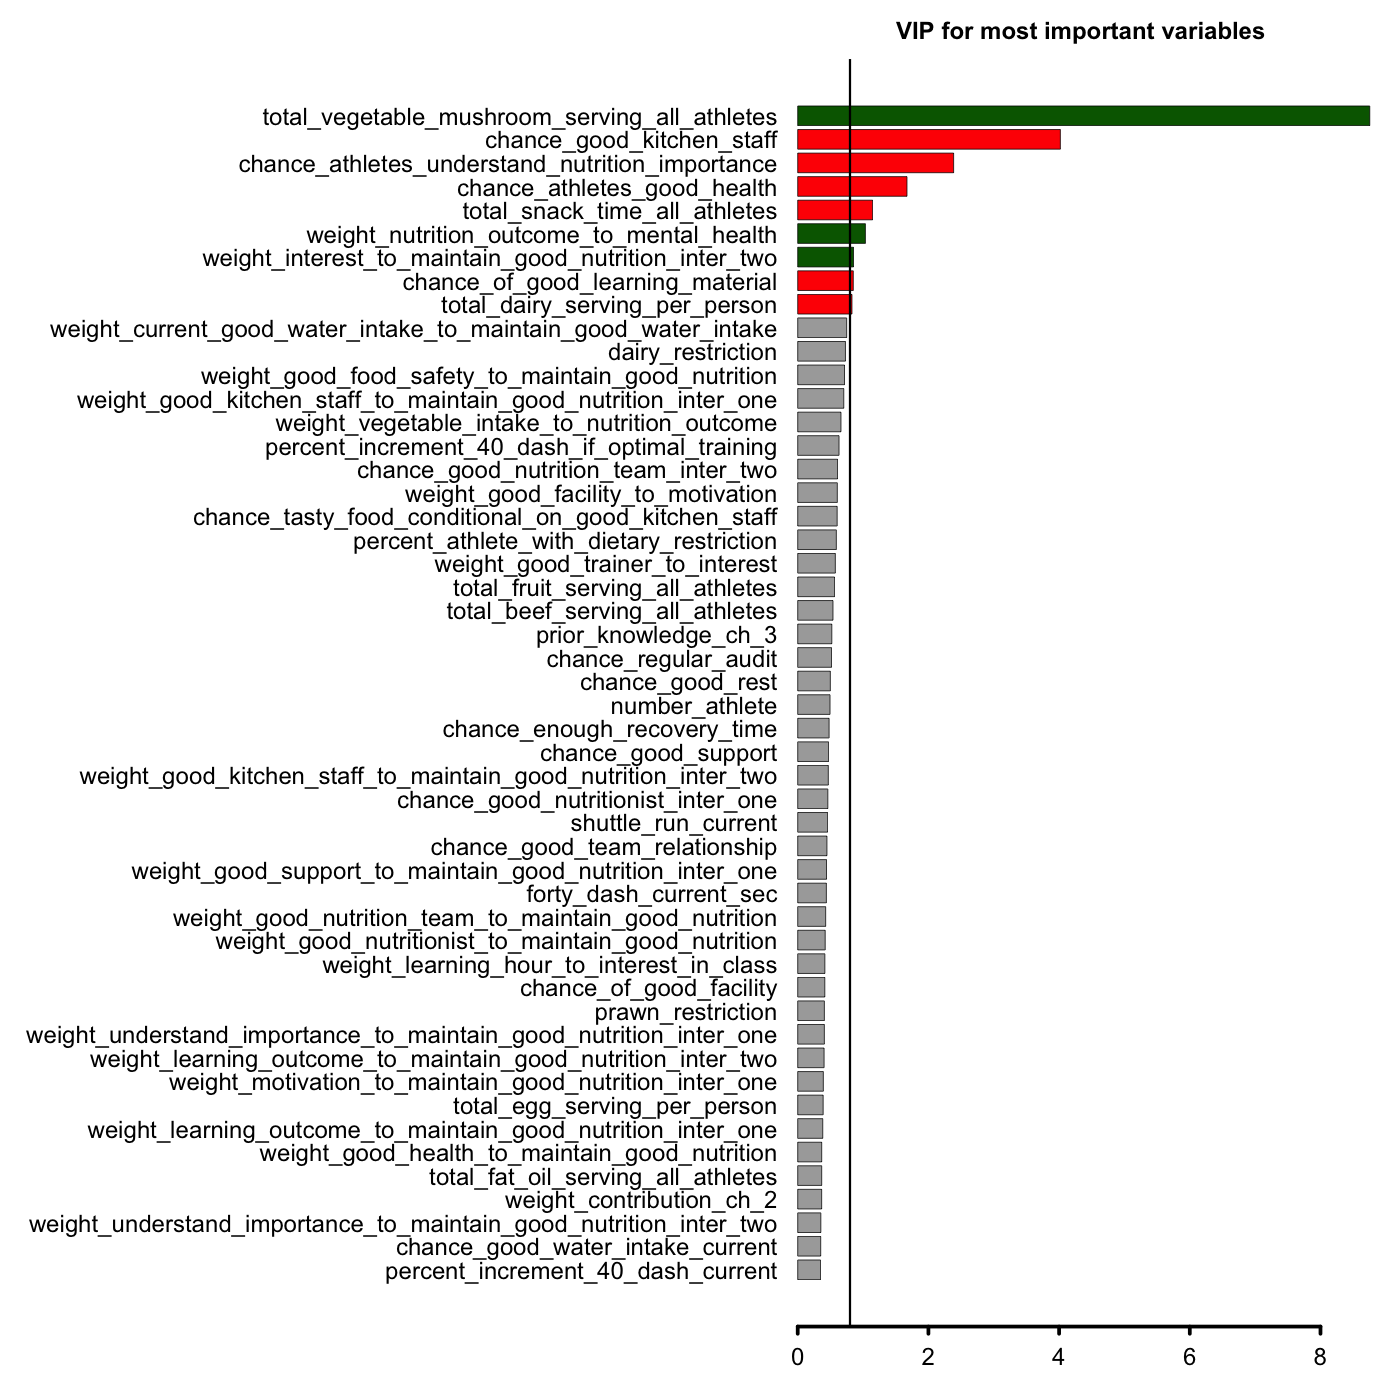 VIP for most important variables
total_vegetable_mushroom_serving_all_athletes
chance_good_kitchen_staff
chance_athletes_understand_nutrition_importance
chance_athletes_good_health
total_snack_time_all_athletes
weight_nutrition_outcome_to_mental_health
weight_interest_to_maintain_good_nutrition_inter_two
chance_of_good_learning_material
total_dairy_serving_per_person
weight_current_good_water_intake_to_maintain_good_water_intake
dairy_restriction
weight_good_food_safety_to_maintain_good_nutrition
weight_good_kitchen_staff_to_maintain_good_nutrition_inter_one
weight_vegetable_intake_to_nutrition_outcome
percent_increment_40_dash_if_optimal_training
chance_good_nutrition_team_inter_two
weight_good_facility_to_motivation
chance_tasty_food_conditional_on_good_kitchen_staff
percent_athlete_with_dietary_restriction
weight_good_trainer_to_interest
total_fruit_serving_all_athletes
total_beef_serving_all_athletes
prior_knowledge_ch_3
chance_regular_audit
chance_good_rest
number_athlete
chance_enough_recovery_time
chance_good_support
weight_good_kitchen_staff_to_maintain_good_nutrition_inter_two
chance_good_nutritionist_inter_one
shuttle_run_current
chance_good_team_relationship
weight_good_support_to_maintain_good_nutrition_inter_one
forty_dash_current_sec
weight_good_nutrition_team_to_maintain_good_nutrition
weight_good_nutritionist_to_maintain_good_nutrition
weight_learning_hour_to_interest_in_class
chance_of_good_facility
prawn_restriction
weight_understand_importance_to_maintain_good_nutrition_inter_one
weight_learning_outcome_to_maintain_good_nutrition_inter_two
weight_motivation_to_maintain_good_nutrition_inter_one
total_egg_serving_per_person
weight_learning_outcome_to_maintain_good_nutrition_inter_one
weight_good_health_to_maintain_good_nutrition
total_fat_oil_serving_all_athletes
weight_contribution_ch_2
weight_understand_importance_to_maintain_good_nutrition_inter_two
chance_good_water_intake_current
percent_increment_40_dash_current
0 2 4 6 8